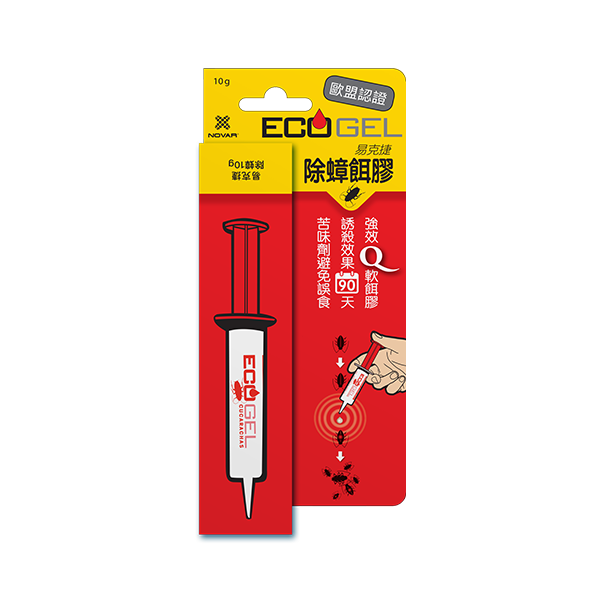 10g
歐盟認證
NOVAR
ECOGEL
易克捷
除蟑餌膠
易克捷
除蟑10g
強效Q軟餌膠
誘殺效果90天
苦味劑避免誤食
ECOGEL
CUCARACHAS